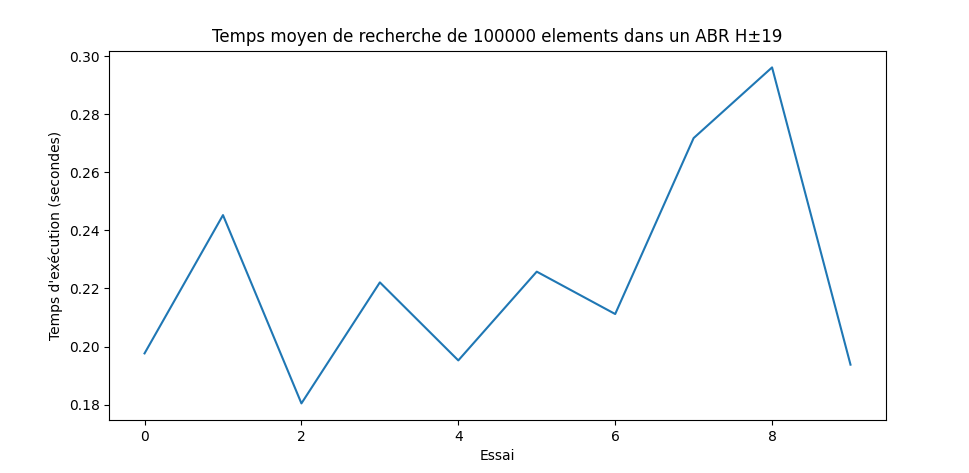 Temps moyen de recherche de 100000 elements dans un ABR H±19
Temps d'exécution (secondes)
0.30
0.28
0.26
0.24
0.22
0.20
0.18
0 2 4 6 8
Essai